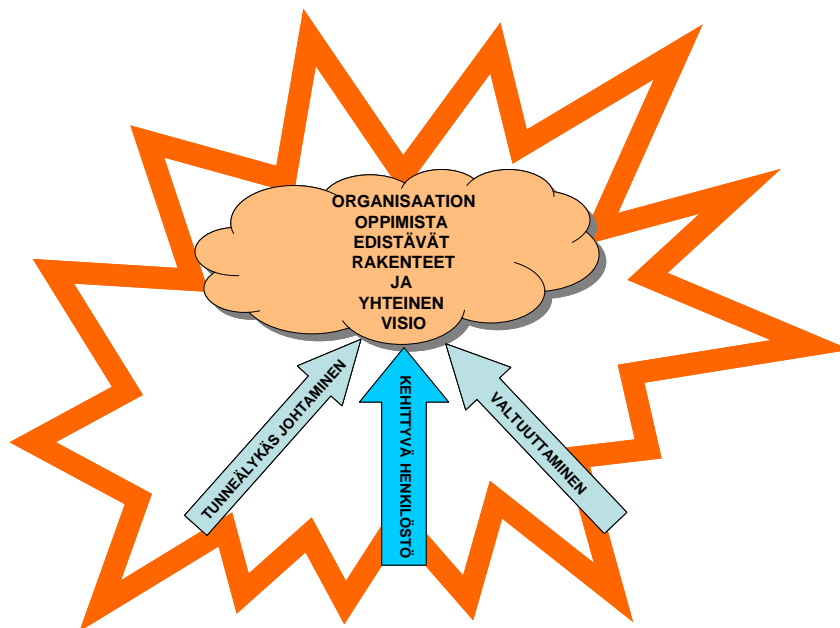 ORGANISAATION
OPPIMISTA
EDISTÄVÄT
RAKENTEET
JA
YHTEINEN
VISIO
TUNNEÄLYKÄS JOHTAMINEN
KEHITTYVÄ HENKILÖSTÖ
VALTUUTTAMINEN